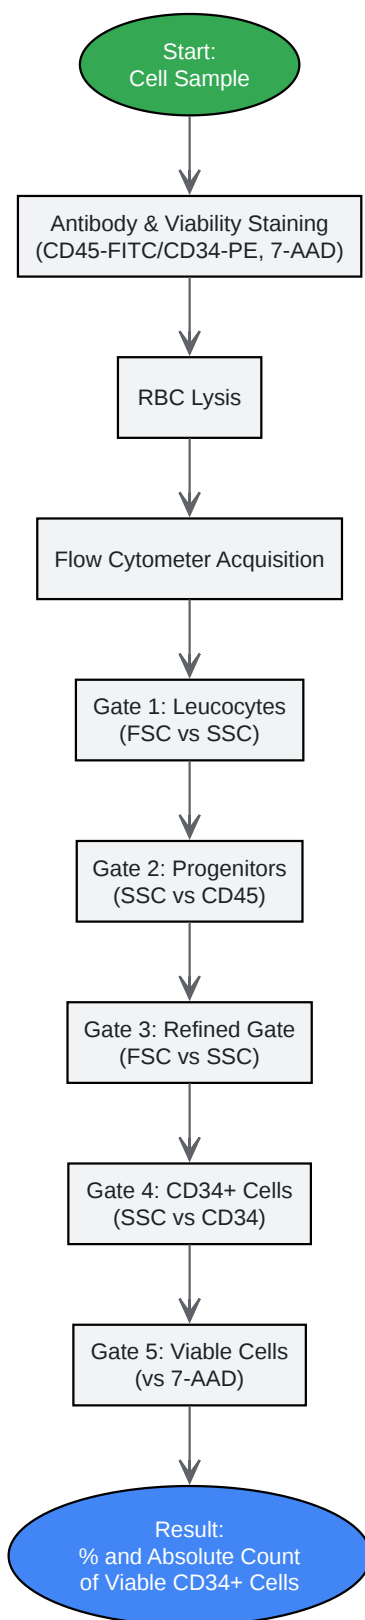 Start:
Cell Sample
Antibody & Viability Staining
(CD45-FITC/CD34-PE, 7-AAD)
RBC Lysis
Flow Cytometer Acquisition
Gate 1: Leucocytes
(FSC vs SSC)
Gate 2: Progenitors
(SSC vs CD45)
Gate 3: Refined Gate
(FSC vs SSC)
Gate 4: CD34+ Cells
(SSC vs CD34)
Gate 5: Viable Cells
(vs 7-AAD)
Result:
% and Absolute Count
of Viable CD34+ Cells